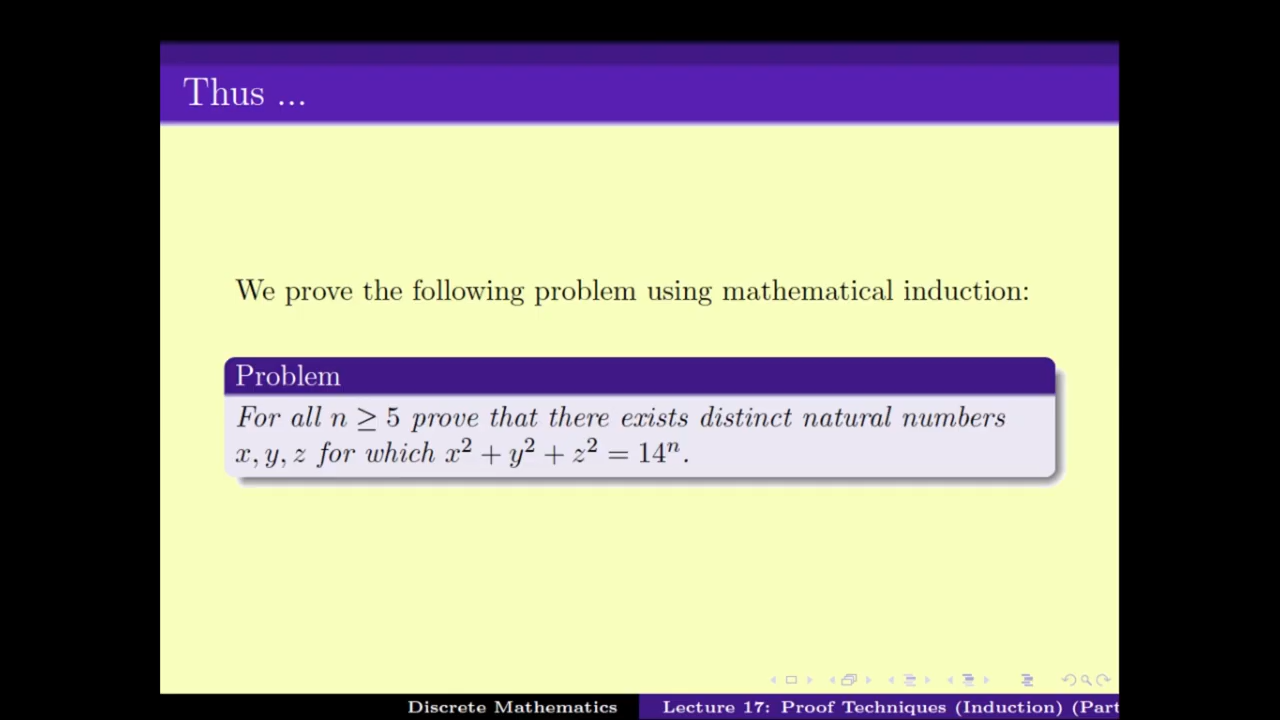 Thus ...
We prove the following problem using mathematical induction:
Problem
For all n ≥ 5 prove that there exists distinct natural numbers
x, y, z for which x² + y² + z² = 14ⁿ.
Discrete Mathematics
Lecture 17: Proof Techniques (Induction) (Part